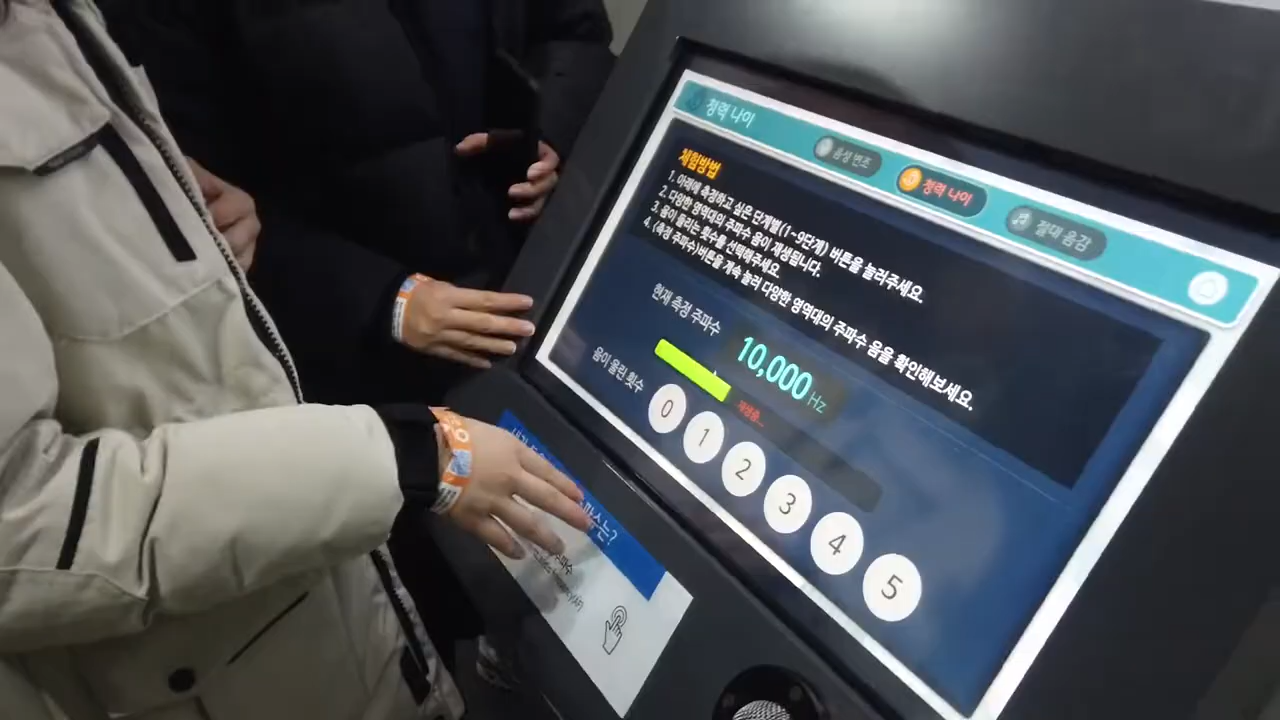 청력 나이
음성 변조
청력 나이
절대 음감
체험방법
1. 아래에 측정하고 싶은 단계별(1~9단계) 버튼을 눌러주세요.
2. 다양한 영역대의 주파수 음이 재생됩니다.
3. 음이 들리는 횟수를 선택해주세요.
4. (측정 주파수)버튼을 계속 눌러 다양한 영역대의 주파수 음을 확인해보세요.
현재 측정 주파수
10,000 Hz
음이 울린 횟수
재생중...
0
1
2
3
4
5